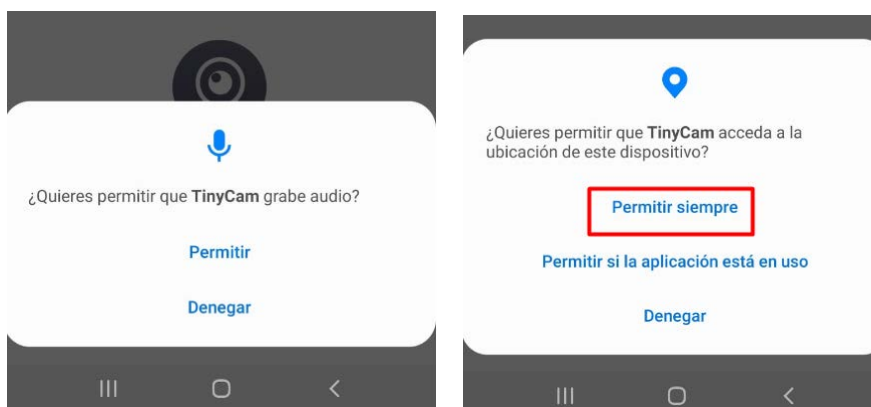 ¿Quieres permitir que TinyCam grabe audio?
Permitir
Denegar
¿Quieres permitir que TinyCam acceda a la
ubicación de este dispositivo?
Permitir siempre
Permitir si la aplicación está en uso
Denegar